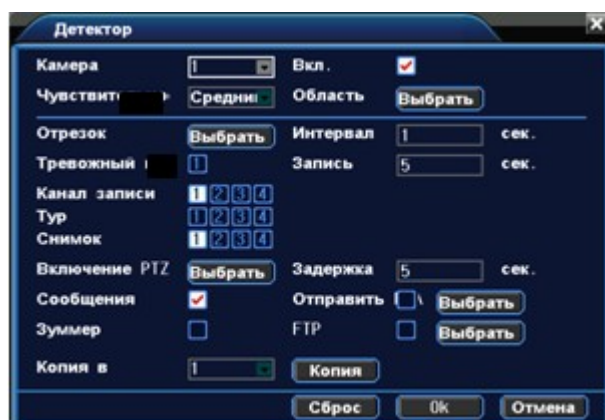 Детектор
Камера 1 Вкл.
Средни Область Выбрать
Отрезок Выбрать Интервал 1 сек.
Тревожный 1 Запись 5 сек.
Канал записи 1 2 3 4
Тур 1 2 3 4
Снимок 1 2 3 4
Включение PTZ Выбрать Задержка 5 сек.
Сообщения Отправить Выбрать
Зуммер FTP Выбрать
Копия в 1 Копия
Сброс Ok Отмена